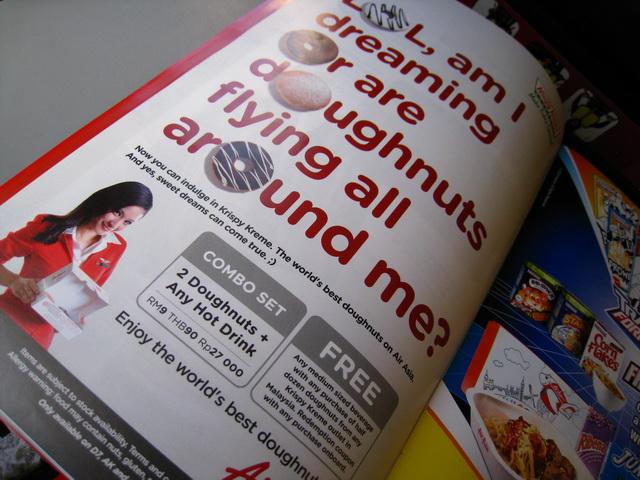 LOL, am I
dreaming
or are
doughnuts
flying all
around me?
Now you can indulge in Krispy Kreme. The world's best doughnuts on Air Asia.
And yes, sweet dreams can come true. ;)
COMBO SET
2 Doughnuts +
Any Hot Drink
RM9 THB90 Rp27 000
FREE
Any medium sized beverage
with any purchase of half
dozen doughnuts from any
Krispy Kreme outlet in
Malaysia. Redemption coupon
with any purchase onboard.
Enjoy the world's best doughnu
Items are subject to stock availability. Terms and
Allergy warning: food may contain nuts, gluten,
Only available on D7, AK and
Corn
Flakes